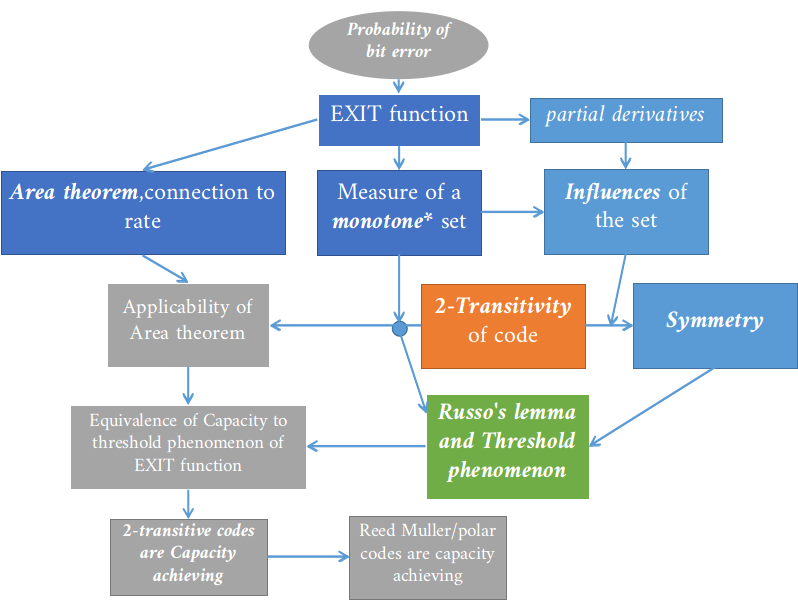 Probability of
bit error
EXIT function
partial derivatives
Area theorem,connection to
rate
Measure of a
monotone* set
Influences of
the set
Applicability of
Area theorem
2-Transitivity
of code
Symmetry
Equivalence of Capacity to
threshold phenomenon of
EXIT function
Russo's lemma
and Threshold
phenomenon
2-transitive codes
are Capacity
achieving
Reed Muller/polar
codes are capacity
achieving